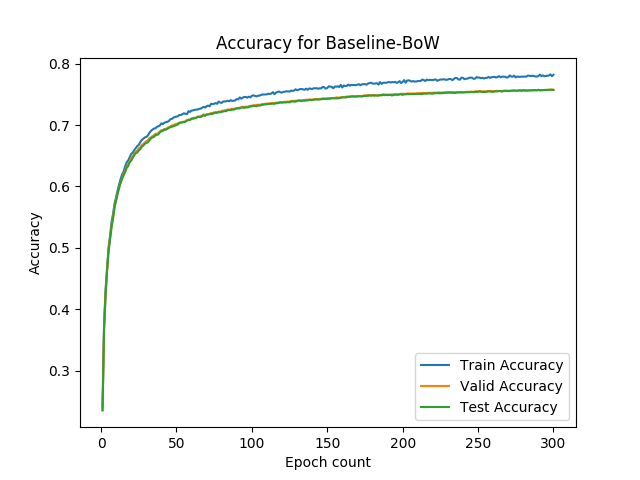 Accuracy for Baseline-BoW
0.8
0.7
0.6
0.5
0.4
0.3
Accuracy
0 50 100 150 200 250 300
Epoch count
Train Accuracy
Valid Accuracy
Test Accuracy